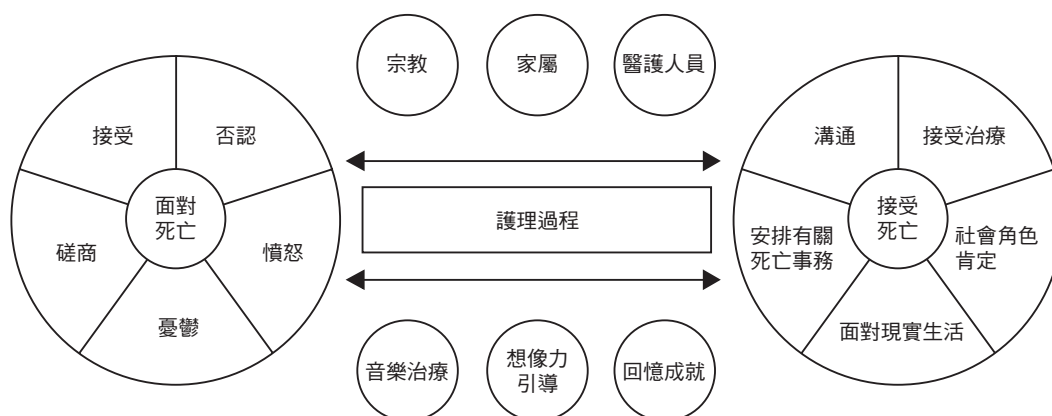 宗教
家屬
醫護人員
接受
否認
面對
死亡
磋商
憤怒
憂鬱
護理過程
溝通
接受治療
接受
死亡
安排有關
死亡事務
社會角色
肯定
面對現實生活
音樂治療
想像力
引導
回憶成就